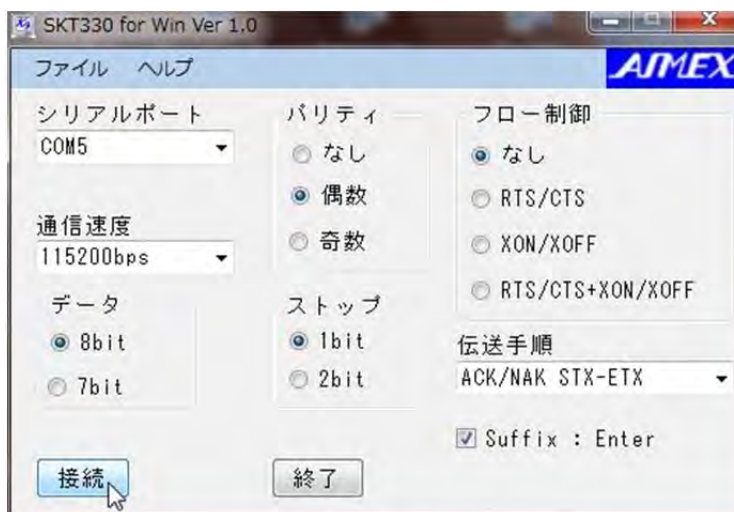 SKT330 for Win Ver 1.0
ファイル ヘルプ
AIMEX
シリアルポート
COM5
通信速度
115200bps
データ
8bit
7bit
パリティ
なし
偶数
奇数
ストップ
1bit
2bit
フロー制御
なし
RTS/CTS
XON/XOFF
RTS/CTS+XON/XOFF
伝送手順
ACK/NAK STX-ETX
Suffix : Enter
接続
終了